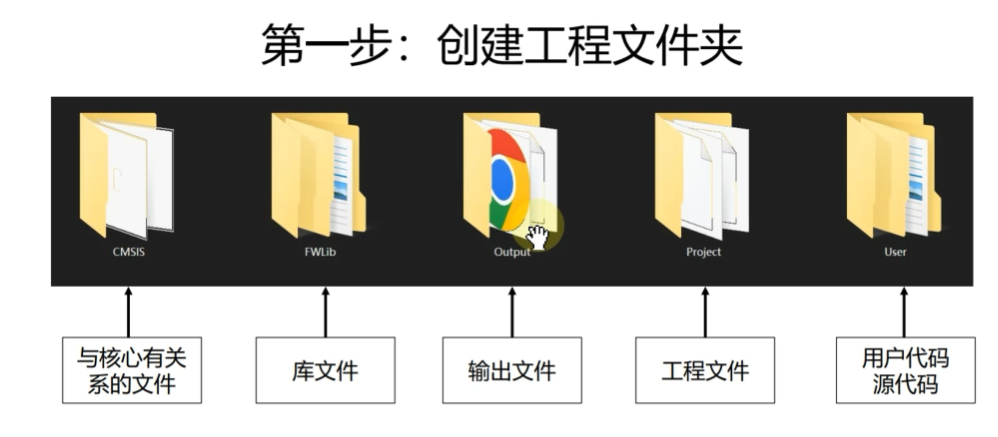 第一步：创建工程文件夹
CMSIS
FWLib
Output
Project
User
与核心有关
系的文件
库文件
输出文件
工程文件
用户代码
源代码